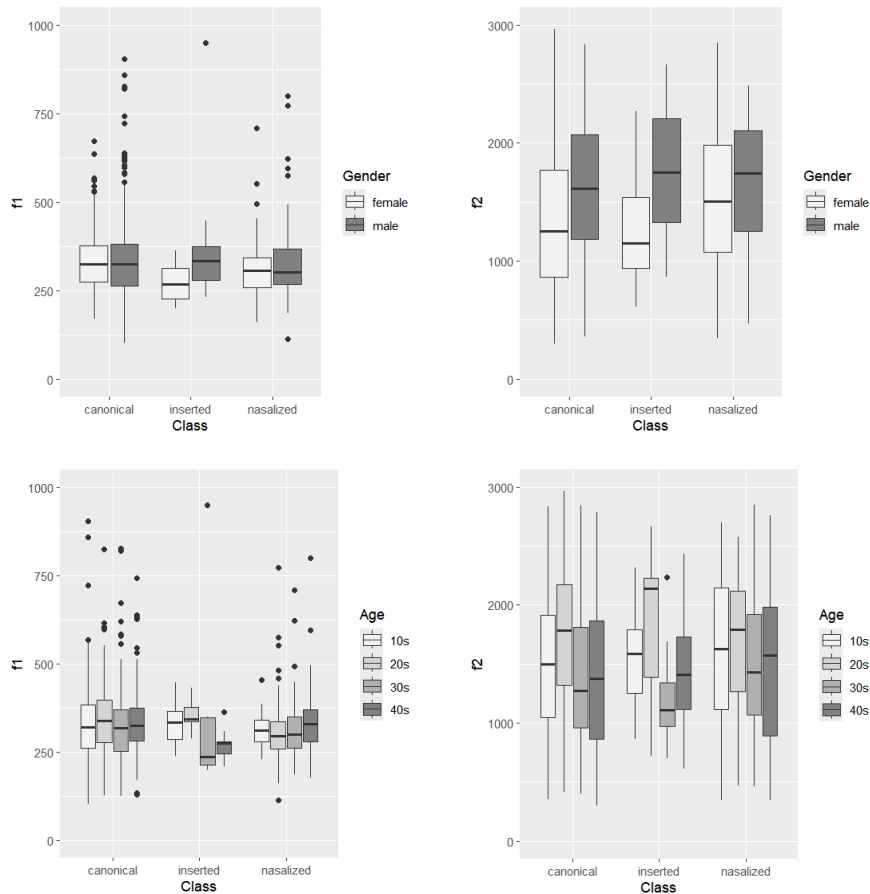 1000
750
500
250
0
f1
canonical inserted nasalized
Class
Gender
female
male
3000
2000
1000
0
f2
canonical inserted nasalized
Class
Gender
female
male
1000
750
500
250
0
f1
canonical inserted nasalized
Class
Age
10s
20s
30s
40s
3000
2000
1000
0
f2
canonical inserted nasalized
Class
Age
10s
20s
30s
40s